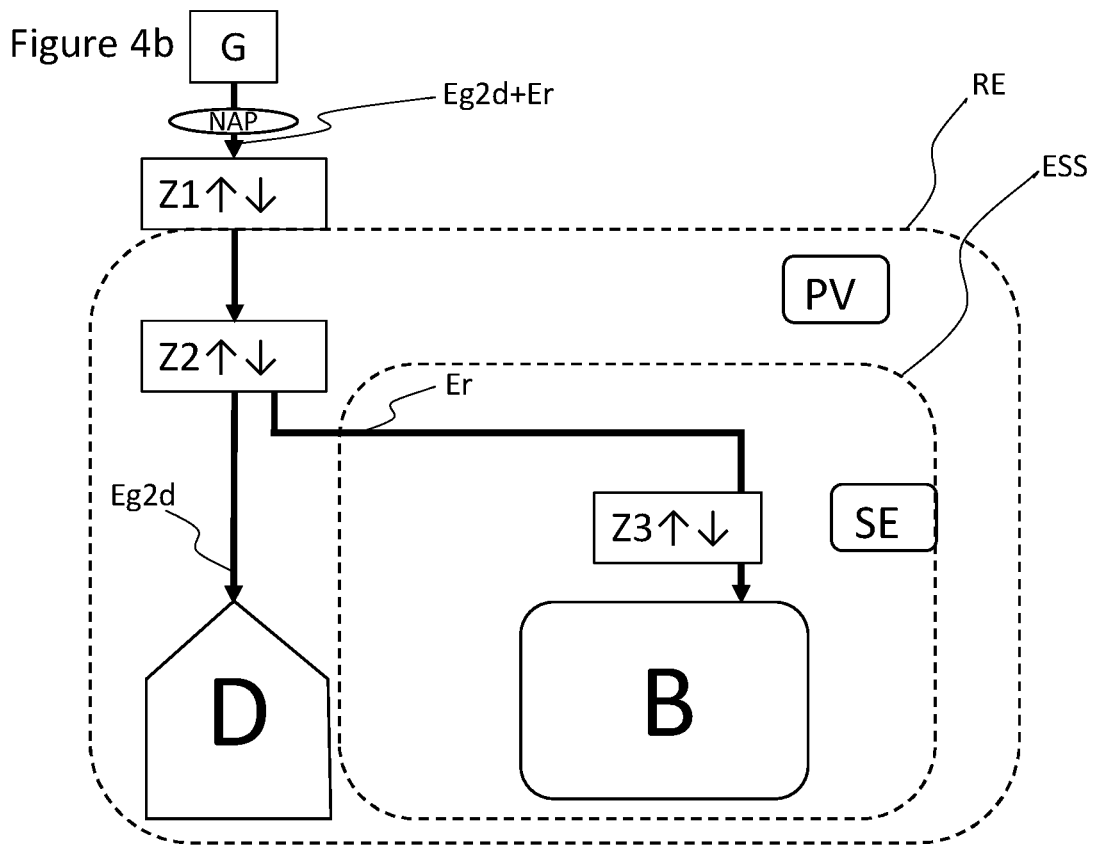 Figure 4b
G
NAP
Eg2d+Er
RE
ESS
Z1↑↓
PV
Z2↑↓
Er
Eg2d
Z3↑↓
SE
D
B